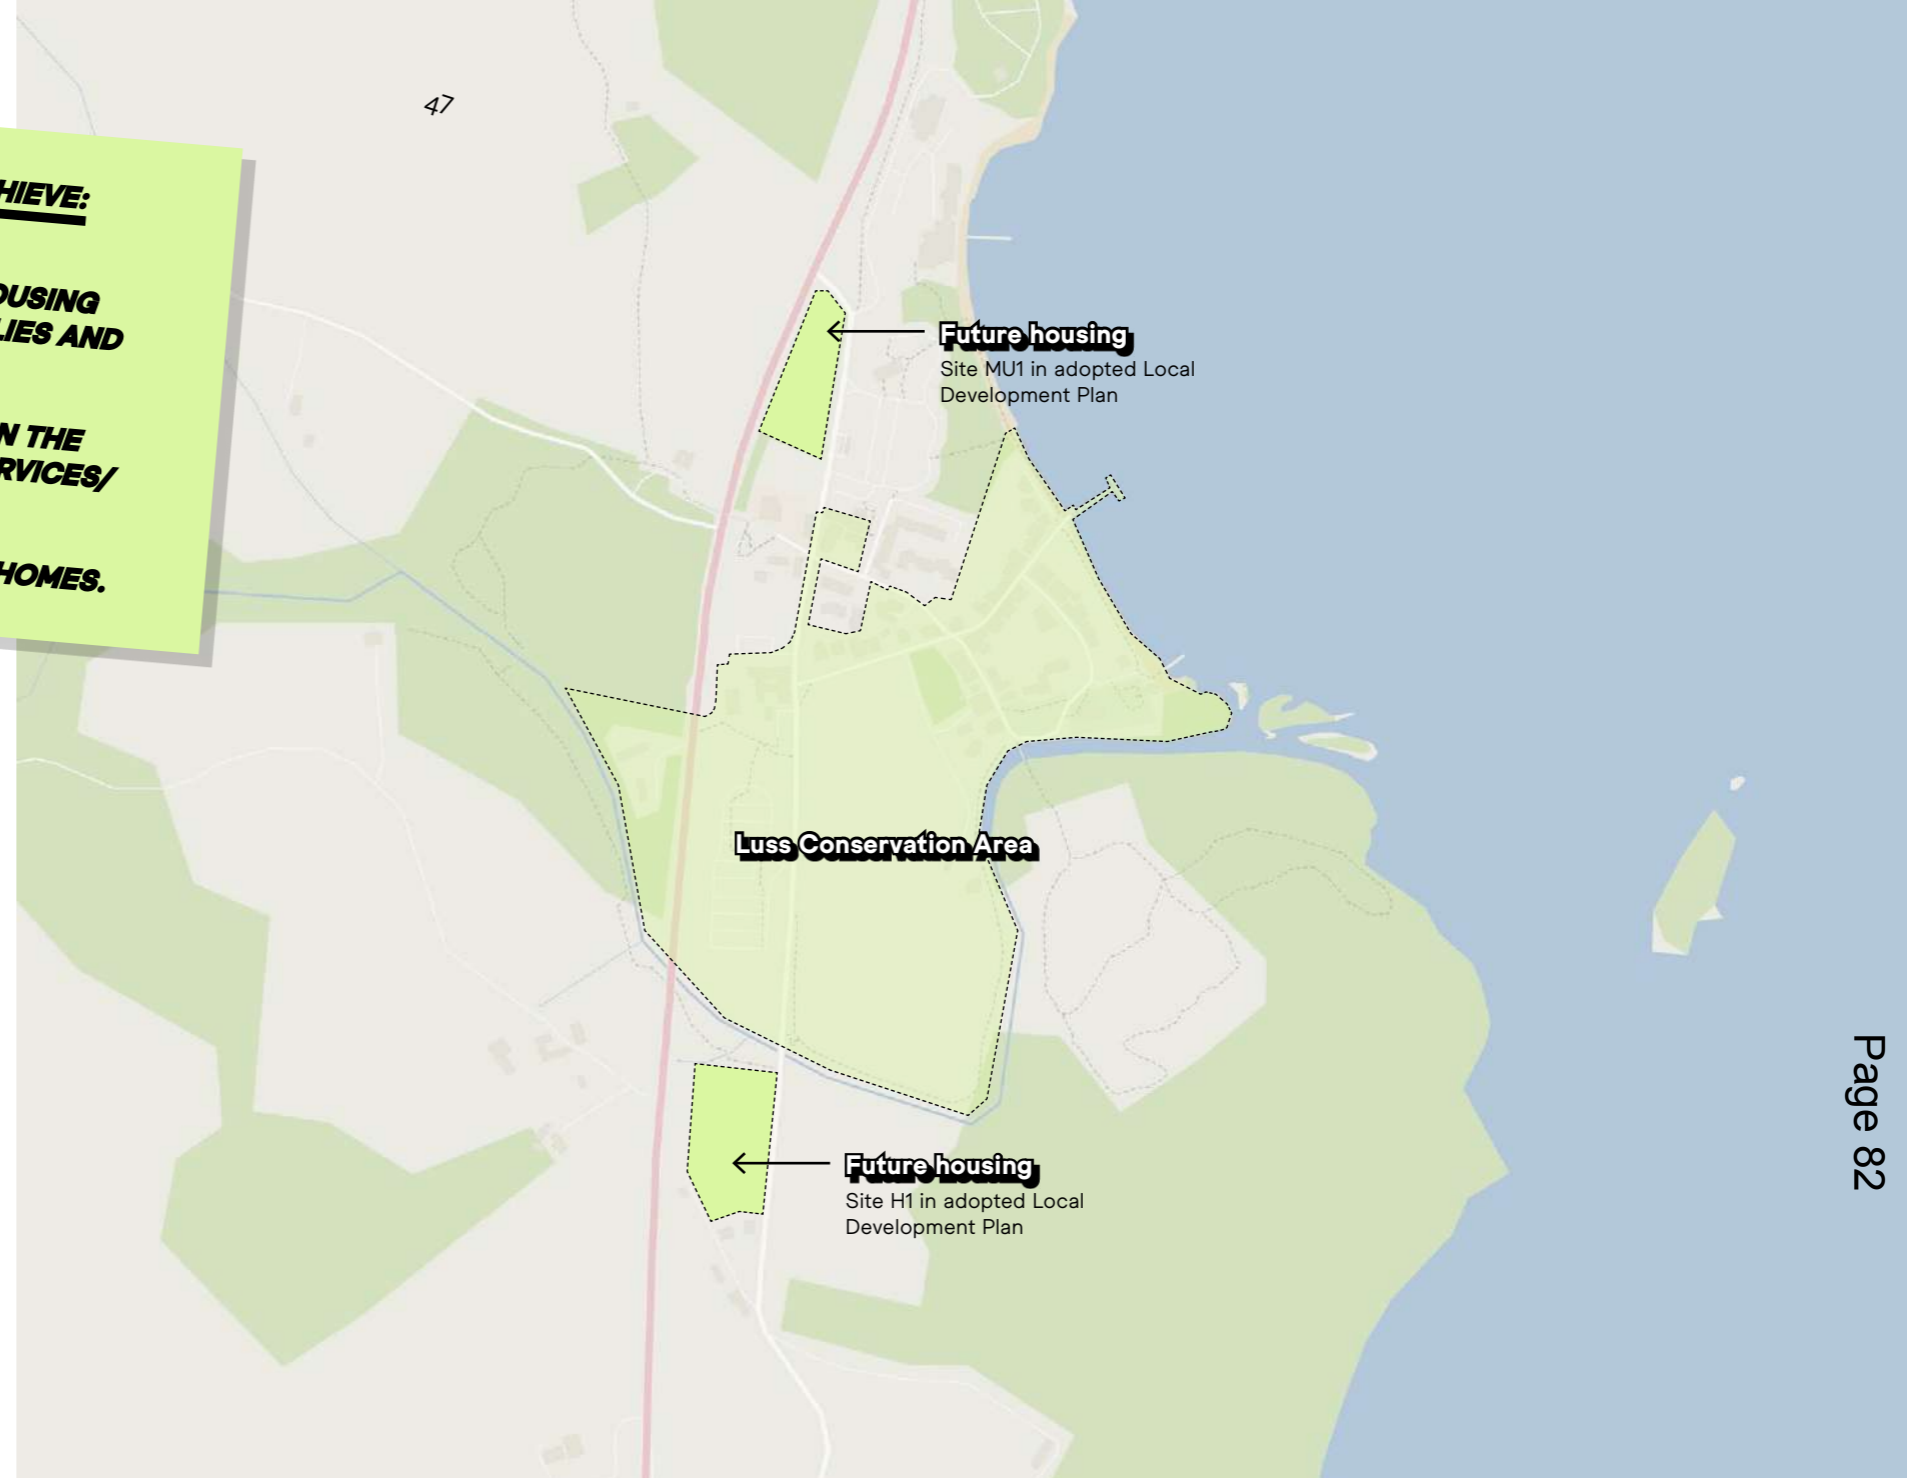 47
HIEVE:
OUSING
LIES AND
N THE
RVICES/
HOMES.
Future housing
Site MU1 in adopted Local
Development Plan
Luss Conservation Area
Future housing
Site H1 in adopted Local
Development Plan
Page 82